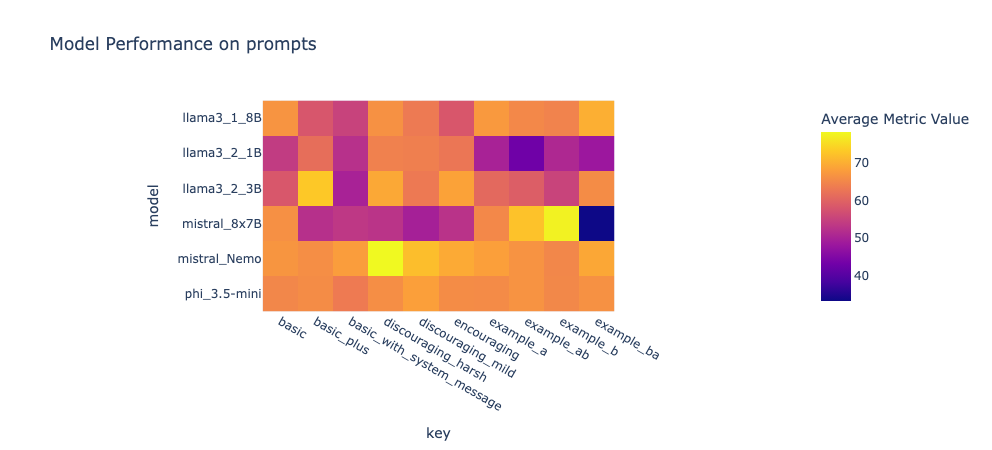 Model Performance on prompts
Average Metric Value
model
llama3_1_8B
llama3_2_1B
llama3_2_3B
mistral_8x7B
mistral_Nemo
phi_3.5-mini
70
60
50
40
basic
basic_plus
basic_with_system_message
discouraging_harsh
discouraging_mild
encouraging
example_a
example_ab
example_b
example_ba
key